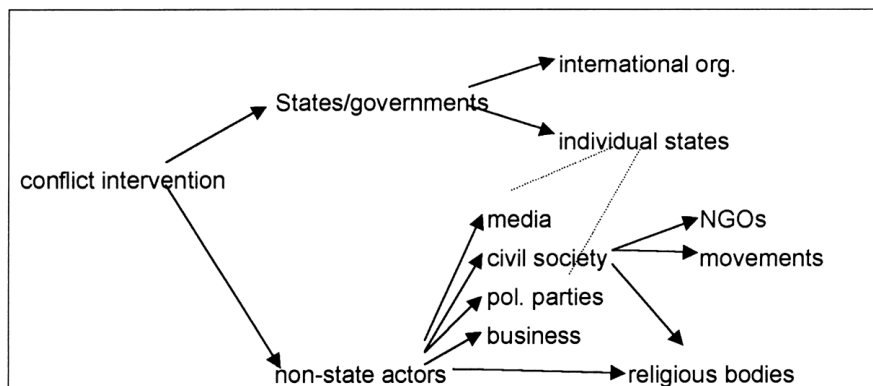 international org.
States/governments
individual states
conflict intervention
media
NGOs
civil society
movements
pol. parties
business
non-state actors
religious bodies